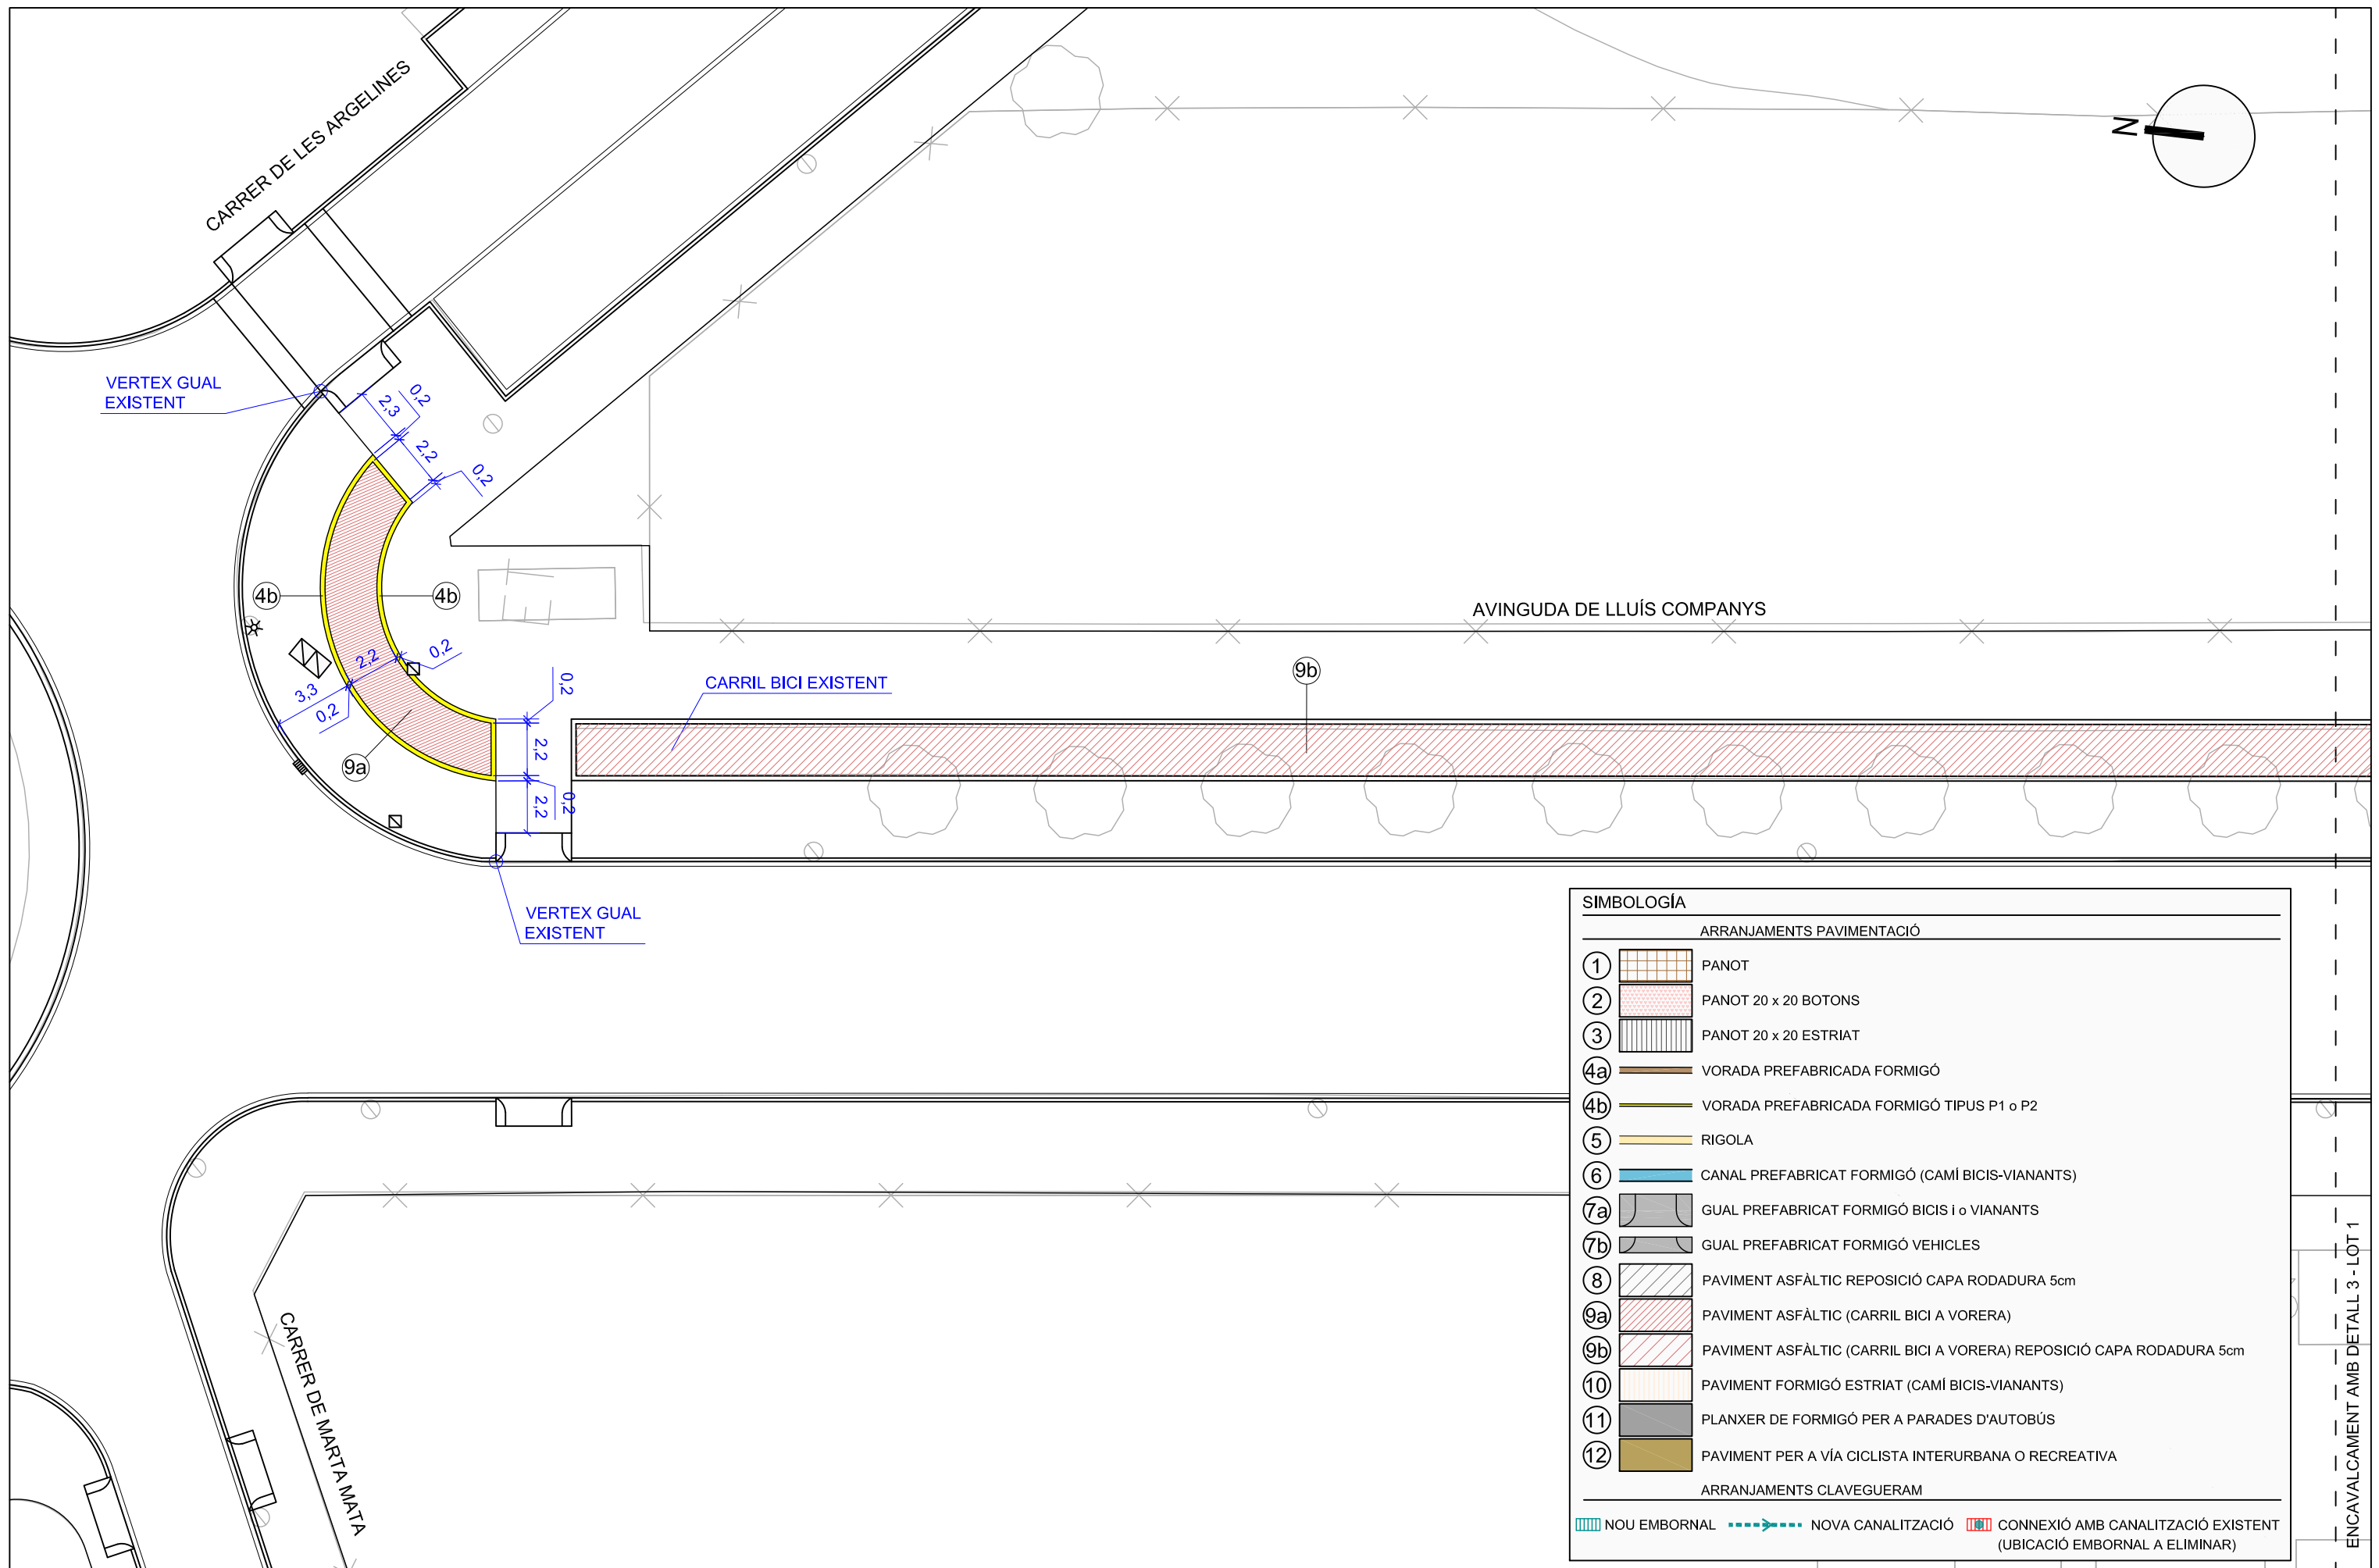 CARRER DE LES ARGELINES
N
VERTEX GUAL
EXISTENT
0,2
2,3
2,2
0,2
4b
4b
AVINGUDA DE LLUÍS COMPANYS
2,2
0,2
3,3
0,2
9a
0,2
2,2
2,2
0,2
CARRIL BICI EXISTENT
9b
VERTEX GUAL
EXISTENT
CARRER DE MARTA MATA
SIMBOLOGÍA
ARRANJAMENTS PAVIMENTACIÓ
1 PANOT
2 PANOT 20 x 20 BOTONS
3 PANOT 20 x 20 ESTRIAT
4a VORADA PREFABRICADA FORMIGÓ
4b VORADA PREFABRICADA FORMIGÓ TIPUS P1 o P2
5 RIGOLA
6 CANAL PREFABRICAT FORMIGÓ (CAMÍ BICIS-VIANANTS)
7a GUAL PREFABRICAT FORMIGÓ BICIS i o VIANANTS
7b GUAL PREFABRICAT FORMIGÓ VEHICLES
8 PAVIMENT ASFÀLTIC REPOSICIÓ CAPA RODADURA 5cm
9a PAVIMENT ASFÀLTIC (CARRIL BICI A VORERA)
9b PAVIMENT ASFÀLTIC (CARRIL BICI A VORERA) REPOSICIÓ CAPA RODADURA 5cm
10 PAVIMENT FORMIGÓ ESTRIAT (CAMÍ BICIS-VIANANTS)
11 PLANXER DE FORMIGÓ PER A PARADES D'AUTOBÚS
12 PAVIMENT PER A VÍA CICLISTA INTERURBANA O RECREATIVA
ARRANJAMENTS CLAVEGUERAM
NOU EMBORNAL NOVA CANALITZACIÓ CONNEXIÓ AMB CANALITZACIÓ EXISTENT
(UBICACIÓ EMBORNAL A ELIMINAR)
ENCAVALCAMENT AMB DETALL 3 - LOT 1